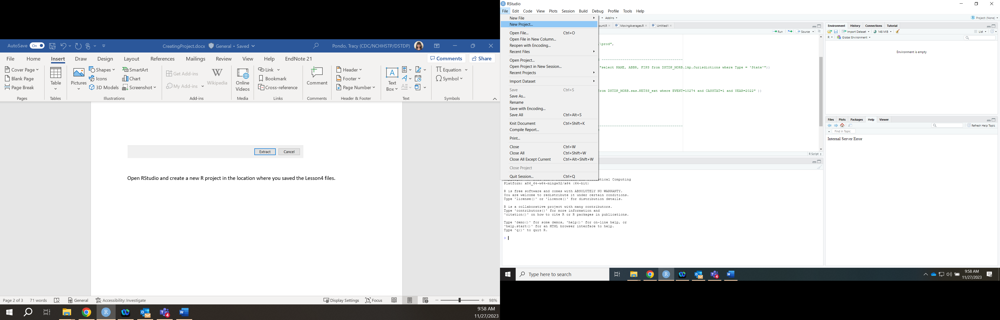 AutoSave On
CreatingProject.docx General • Saved
Pondo, Tracy (CDC/NCHHSTP/DSTDP)
File Home Insert Draw Design Layout References Mailings Review View Help EndNote 21 Comments Share
Cover Page
Blank Page
Page Break
Pages
Table
Tables
Pictures
Shapes
Icons
3D Models
SmartArt
Chart
Screenshot
Illustrations
Get Add-ins
My Add-ins
Wikipedia
Add-ins
Online
Videos
Media
Link
Bookmark
Cross-reference
Links
Comment
Comments
Header
Footer
Page Number
Header & Footer
Text
Box
Text
Equation
Symbol
Symbols
Extract Cancel
Open RStudio and create a new R project in the location where you saved the Lesson4 files.
Page 2 of 3 71 words General Accessibility: Investigate Display Settings Focus 98%
9:58 AM
11/27/2023
RStudio
File Edit Code View Plots Session Build Debug Profile Tools Help
New File
New Project...
Open File... Ctrl+O
Open File in New Column...
Reopen with Encoding...
Recent Files
Open Project...
Open Project in New Session...
Recent Projects
Import Dataset
Save Ctrl+S
Save As...
Rename
Save with Encoding...
Save All Ctrl+Alt+S
Knit Document Ctrl+Shift+K
Compile Report...
Print...
Close Ctrl+W
Close All Ctrl+Shift+W
Close All Except Current Ctrl+Alt+Shift+W
Close Project
Quit Session... Ctrl+Q
Addins
Project: (None)
ount.R MovingAverages.R Untitled1
Run Source
\prod",
"select NAME, ABBR, FIPS from DSTDP_MORB.lkp.Jurisdictions where Type = 'State'"))
rom DSTDP_MORB.sas.NETSS_ext where EVENT=10274 and CASSTAT=1 and YEAR=2022" ))
R Script
tistical Computing
Platform: x86_64-w64-mingw32/x64 (64-bit)
R is free software and comes with ABSOLUTELY NO WARRANTY.
You are welcome to redistribute it under certain conditions.
Type 'license()' or 'licence()' for distribution details.
R is a collaborative project with many contributors.
Type 'contributors()' for more information and
'citation()' on how to cite R or R packages in publications.
Type 'demo()' for some demos, 'help()' for on-line help, or
'help.start()' for an HTML browser interface to help.
Type 'q()' to quit R.
>
Environment History Connections Tutorial
Import Dataset 148 MiB List
R Global Environment
Environment is empty
Files Plots Packages Help Viewer
Refresh Help Topic
Find in Topic
Internal Server Error
Type here to search
9:58 AM
11/27/2023